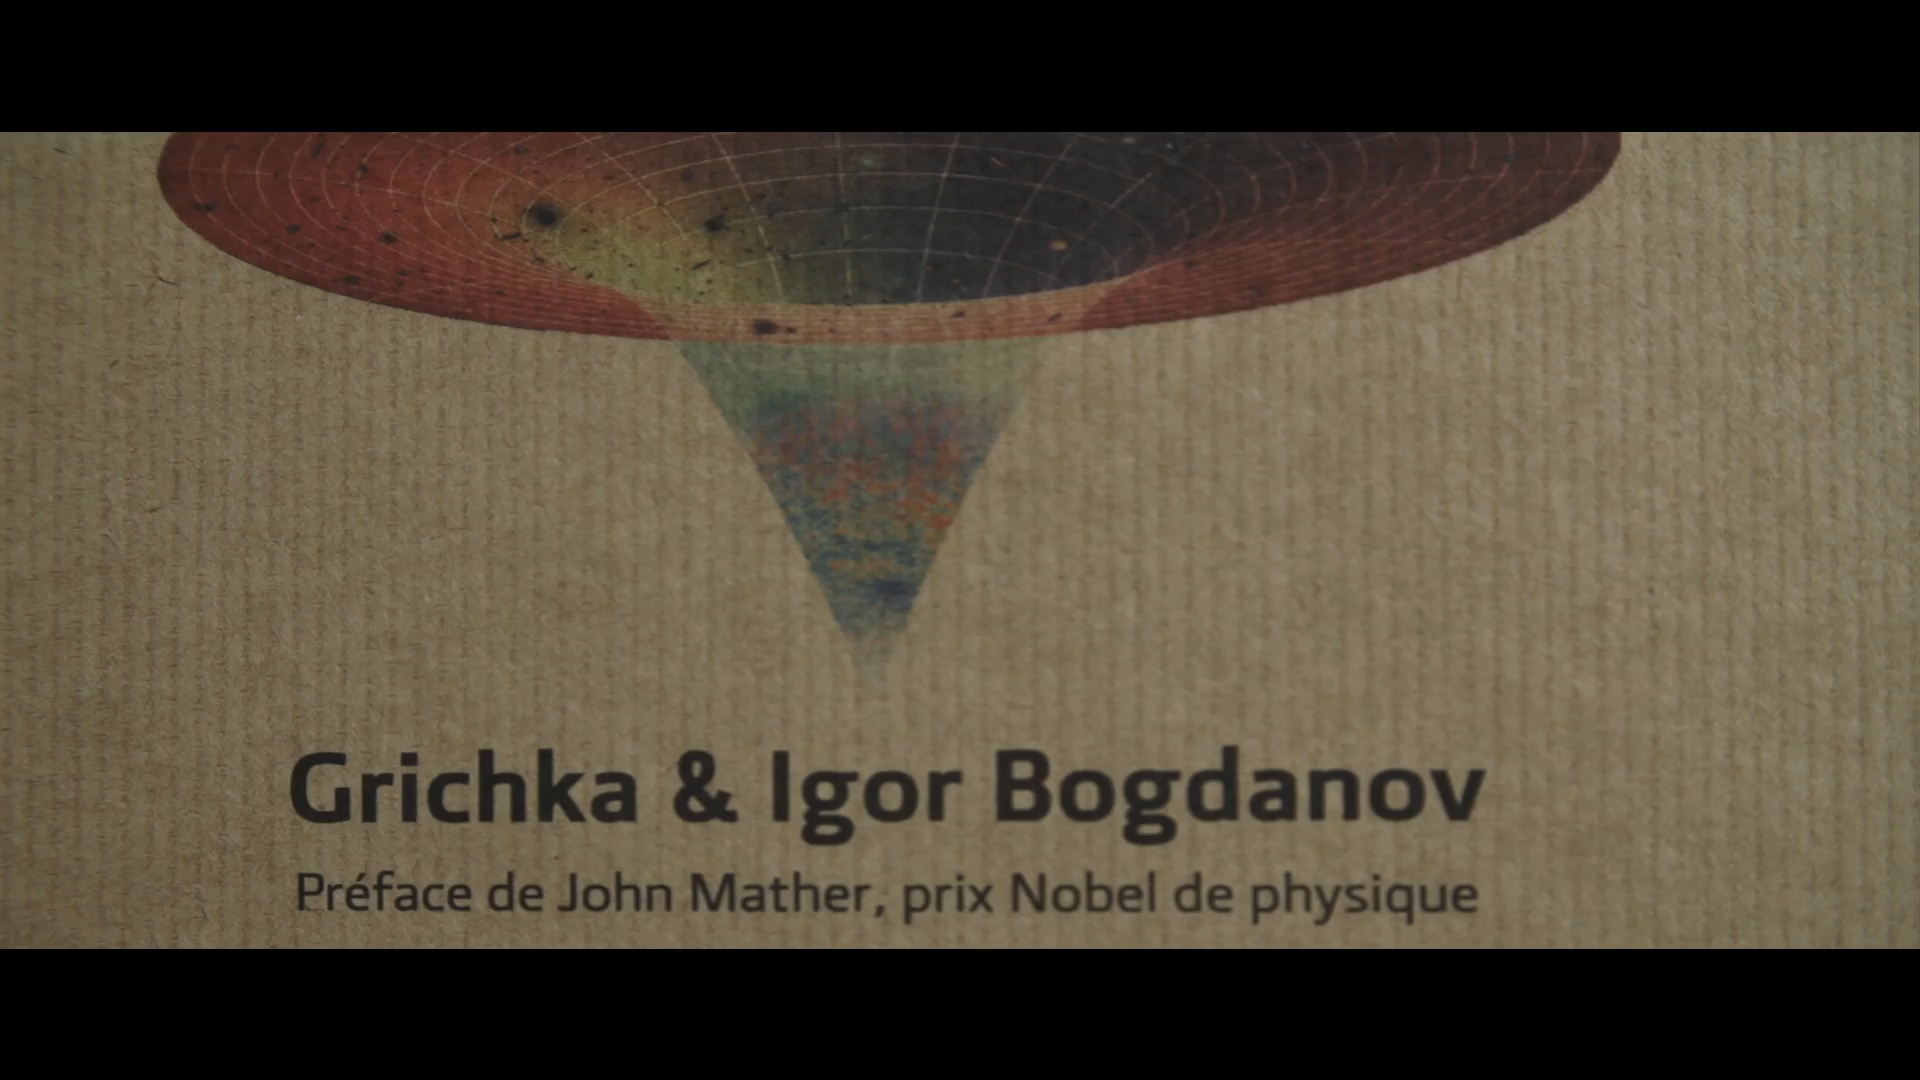 Grichka & Igor Bogdanov
Préface de John Mather, prix Nobel de physique